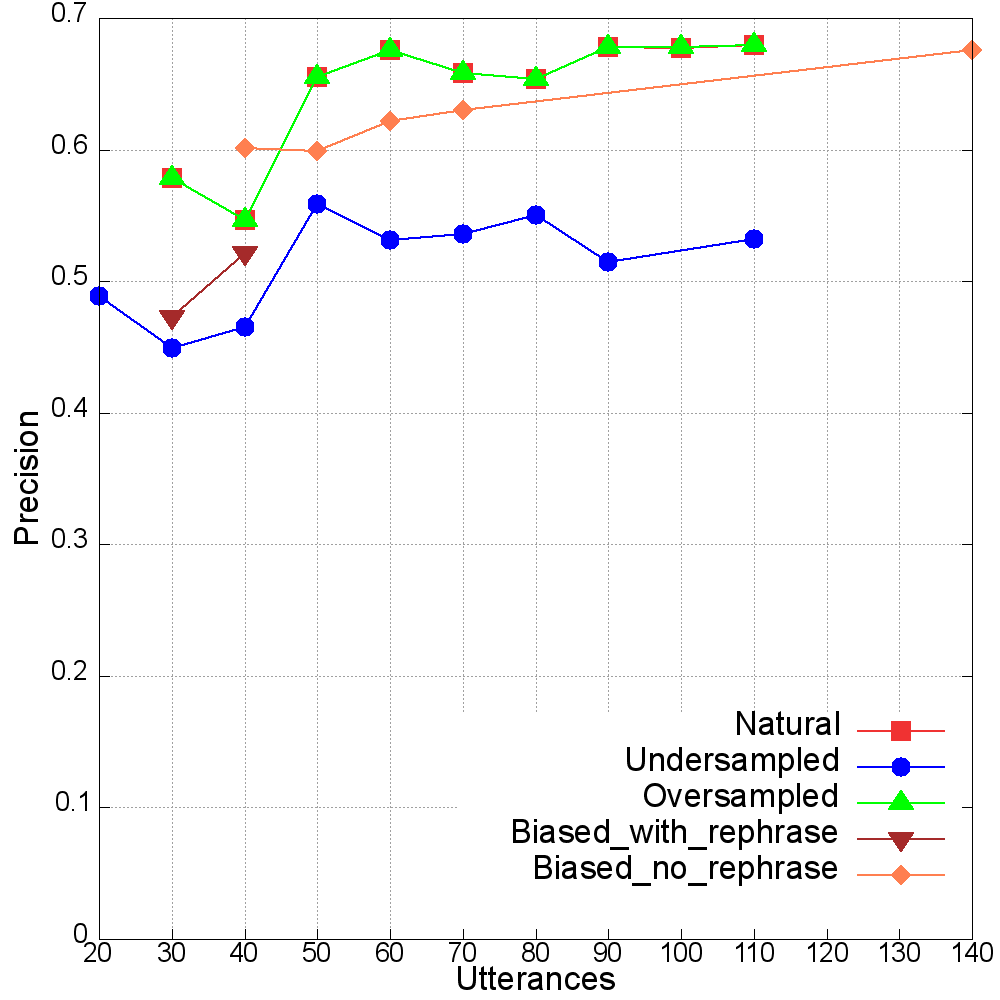 0.7
0.6
0.5
0.4
0.3
0.2
0.1
0
Precision
Natural
Undersampled
Oversampled
Biased_with_rephrase
Biased_no_rephrase
20 30 40 50 60 70 80 90 100 110 120 130 140
Utterances